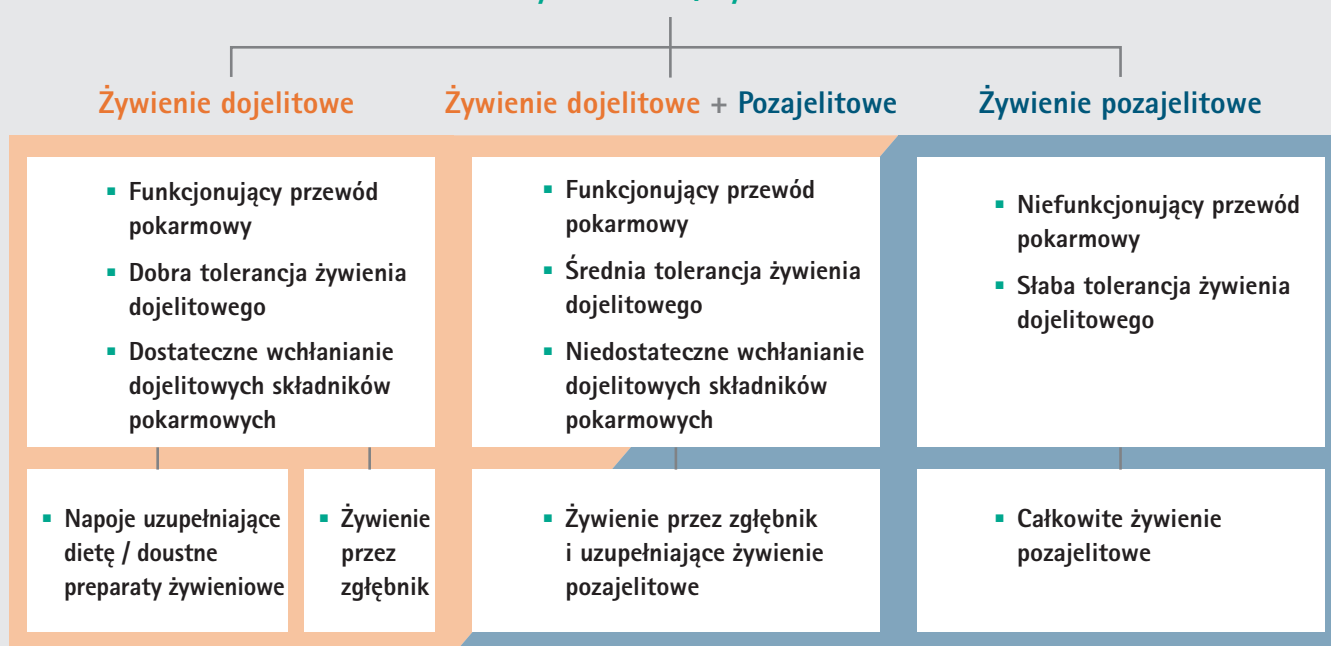 Żywienie dojelitowe
Żywienie dojelitowe + Pozajelitowe
Żywienie pozajelitowe
▪ Funkcjonujący przewód
pokarmowy
▪ Dobra tolerancja żywienia
dojelitowego
▪ Dostateczne wchłanianie
dojelitowych składników
pokarmowych
▪ Funkcjonujący przewód
pokarmowy
▪ Średnia tolerancja żywienia
dojelitowego
▪ Niedostateczne wchłanianie
dojelitowych składników
pokarmowych
▪ Niefunkcjonujący przewód
pokarmowy
▪ Słaba tolerancja żywienia
dojelitowego
▪ Napoje uzupełniające
dietę / doustne
preparaty żywieniowe
▪ Żywienie
przez
zgłębnik
▪ Żywienie przez zgłębnik
i uzupełniające żywienie
pozajelitowe
▪ Całkowite żywienie
pozajelitowe